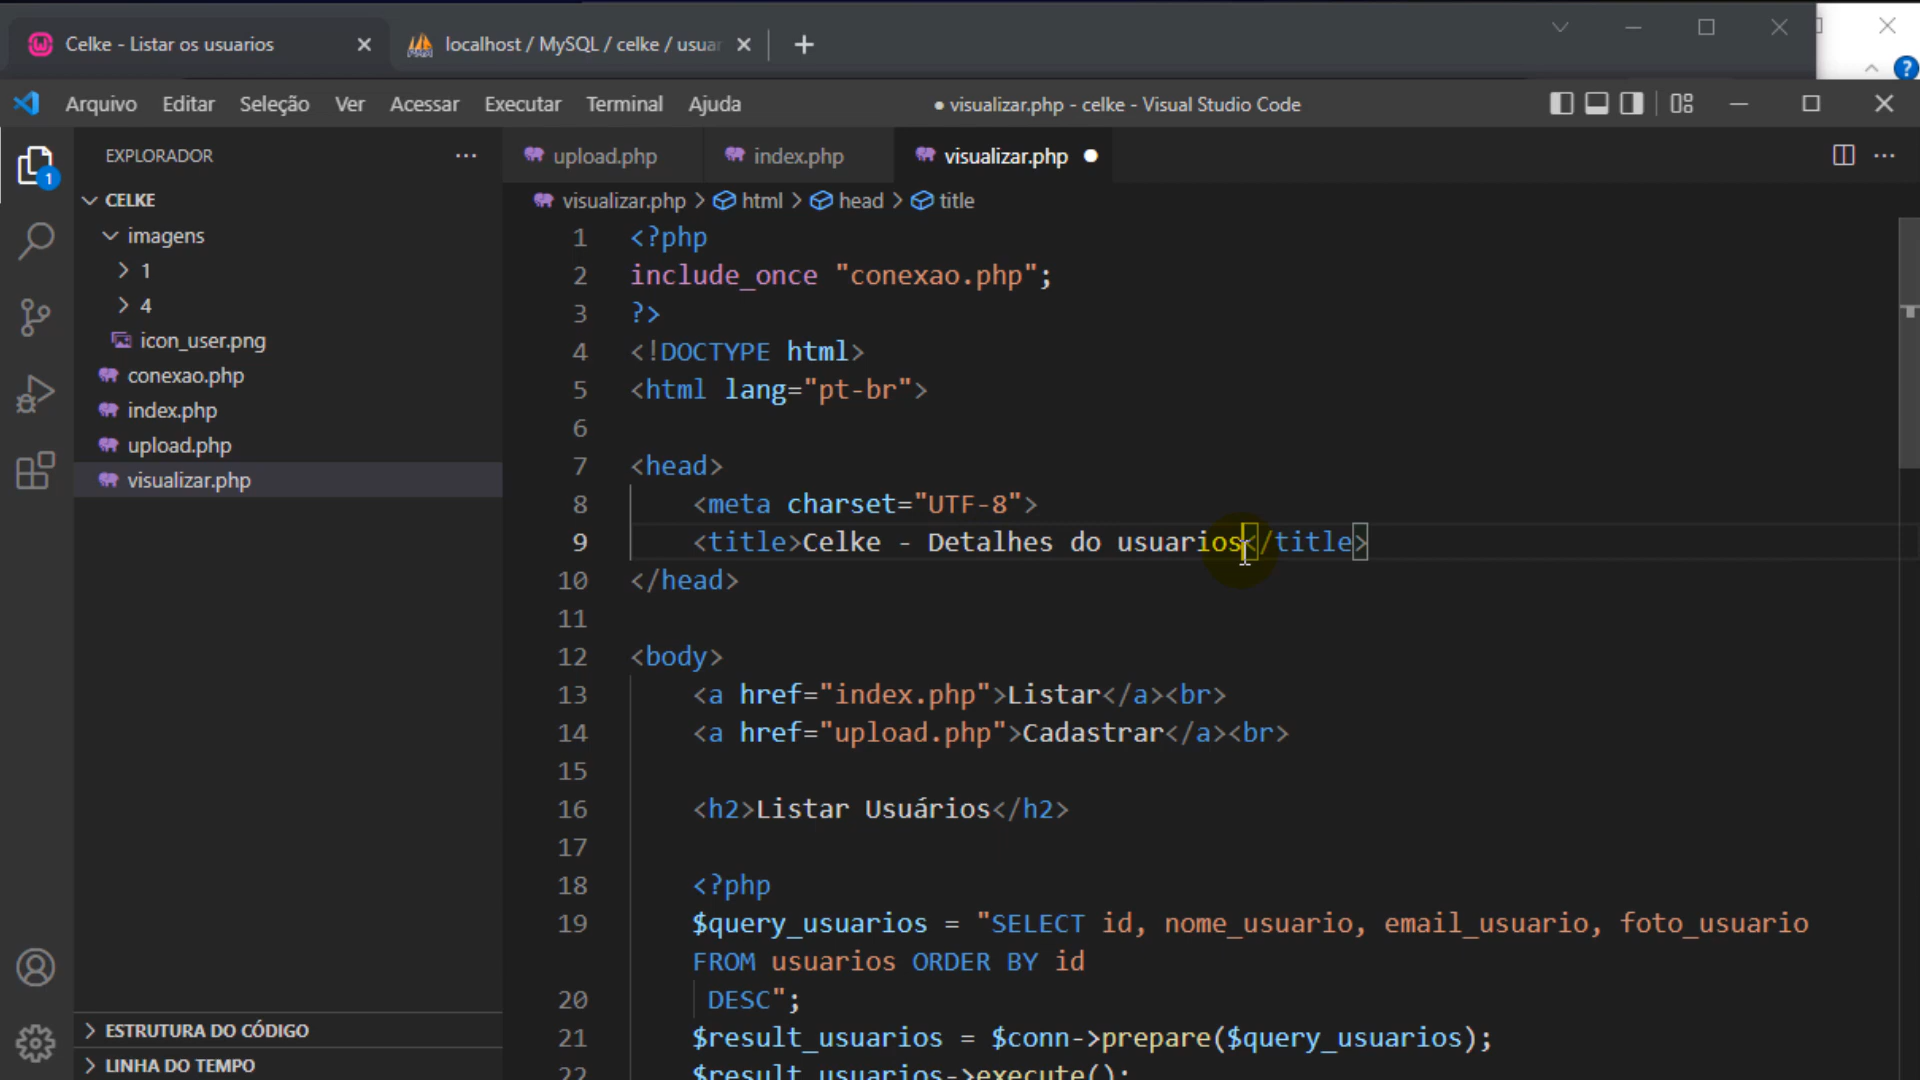 Celke - Listar os usuarios
localhost / MySQL / celke / usuar
Arquivo Editar Seleção Ver Acessar Executar Terminal Ajuda
● visualizar.php - celke - Visual Studio Code
EXPLORADOR
upload.php index.php visualizar.php
1
visualizar.php > html > head > title
CELKE
imagens
1
4
icon_user.png
conexao.php
index.php
upload.php
visualizar.php
1 <?php
2 include_once "conexao.php";
3 ?>
4 <!DOCTYPE html>
5 <html lang="pt-br">
6
7 <head>
8 <meta charset="UTF-8">
9 <title>Celke - Detalhes do usuarios</title>
10 </head>
11
12 <body>
13 <a href="index.php">Listar</a><br>
14 <a href="upload.php">Cadastrar</a><br>
15
16 <h2>Listar Usuários</h2>
17
18 <?php
19 $query_usuarios = "SELECT id, nome_usuario, email_usuario, foto_usuario
FROM usuarios ORDER BY id
20 DESC";
21 $result_usuarios = $conn->prepare($query_usuarios);
22 $result_usuarios->execute();
ESTRUTURA DO CÓDIGO
LINHA DO TEMPO